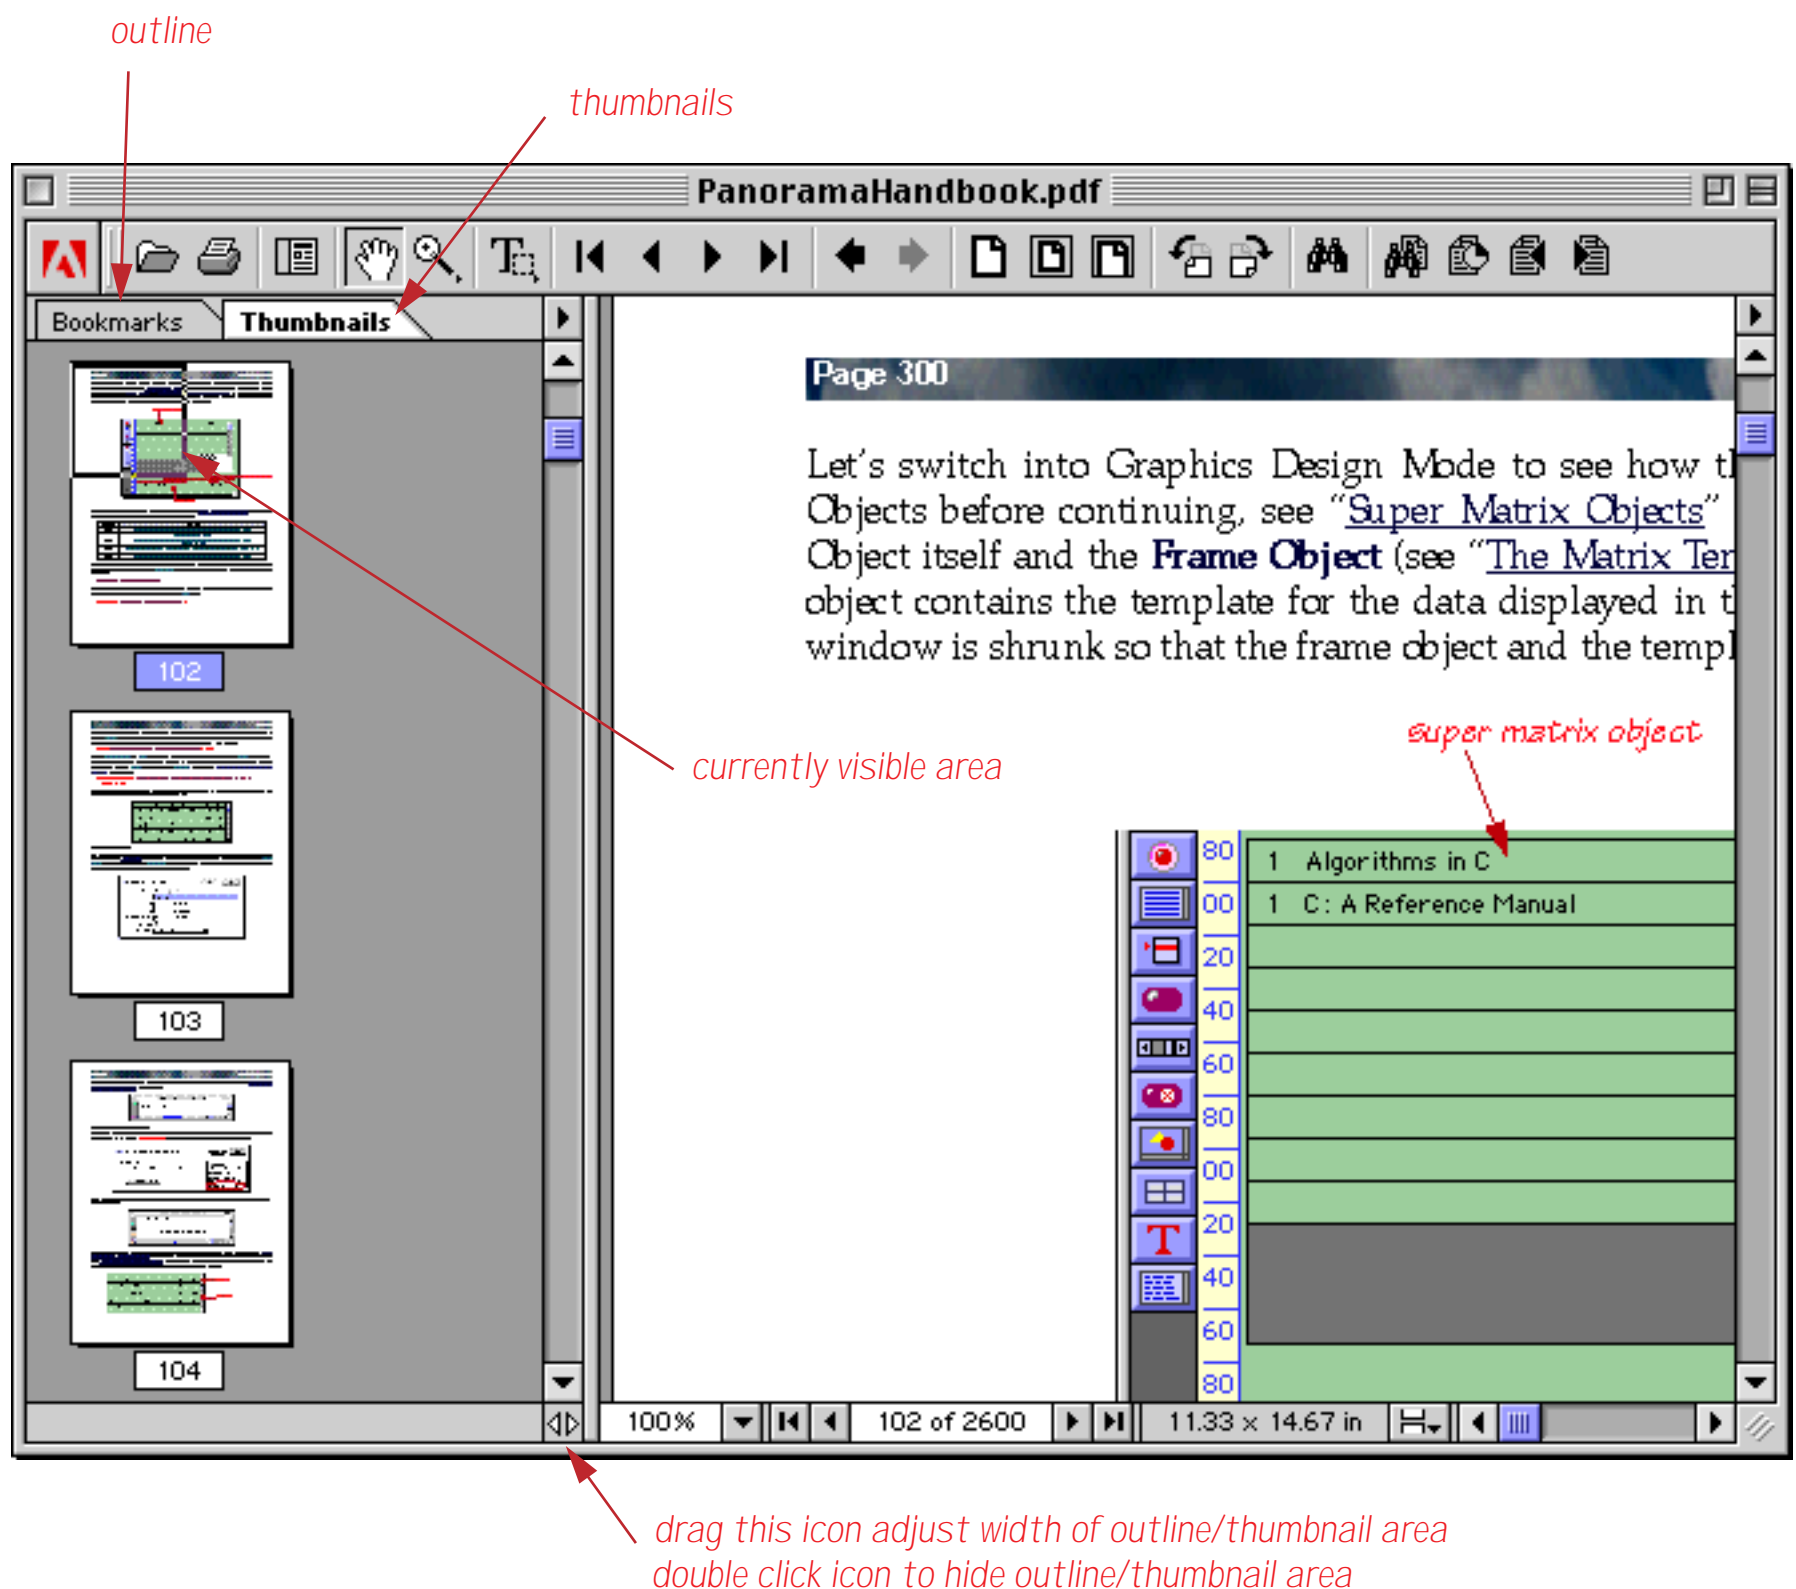 outline
thumbnails
PanoramaHandbook.pdf
Bookmarks
Thumbnails
102
103
104
Page 300
Let's switch into Graphics Design Mode to see how
Objects before continuing, see “Super Matrix Objects”
Object itself and the Frame Object (see “The Matrix
object contains the template for the data displayed in
window is shrunk so that the frame object and the
currently visible area
super matrix object
80
1 Algorithms in C
00
1 C: A Reference Manual
20
40
60
80
00
20
40
60
80
T
100%
102 of 2600
11.33 x 14.67 in
drag this icon adjust width of outline/thumbnail area
double click icon to hide outline/thumbnail area